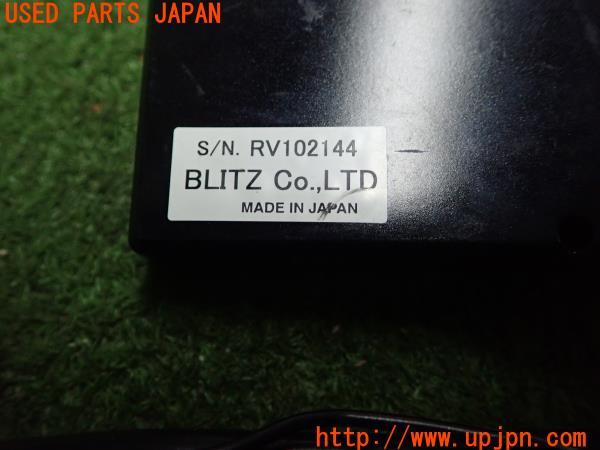 USED PARTS JAPAN
S/N. RV102144
BLITZ Co.,LTD
MADE IN JAPAN
http://www.upjpn.com